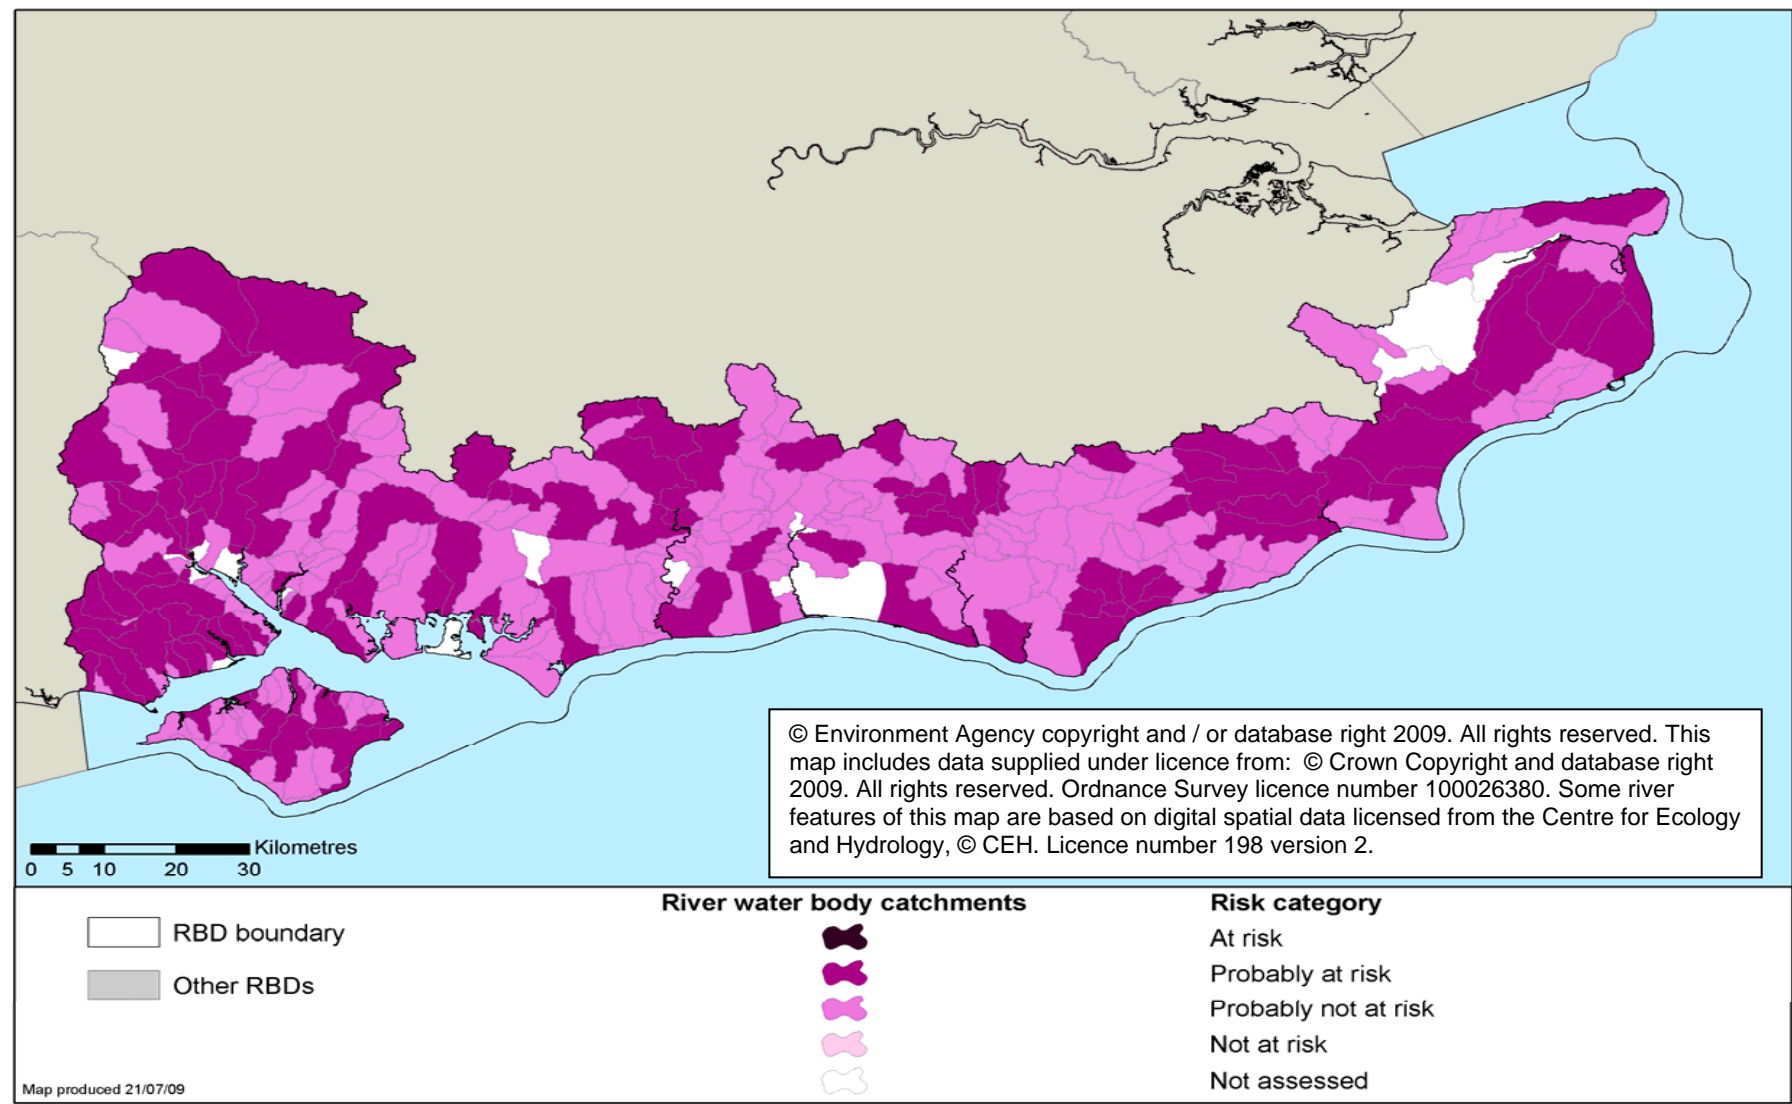 © Environment Agency copyright and / or database right 2009. All rights reserved. This
map includes data supplied under licence from: © Crown Copyright and database right
2009. All rights reserved. Ordnance Survey licence number 100026380. Some river
features of this map are based on digital spatial data licensed from the Centre for Ecology
and Hydrology, © CEH. Licence number 198 version 2.
Kilometres
0 5 10 20 30
RBD boundary
Other RBDs
River water body catchments
Risk category
At risk
Probably at risk
Probably not at risk
Not at risk
Not assessed
Map produced 21/07/09